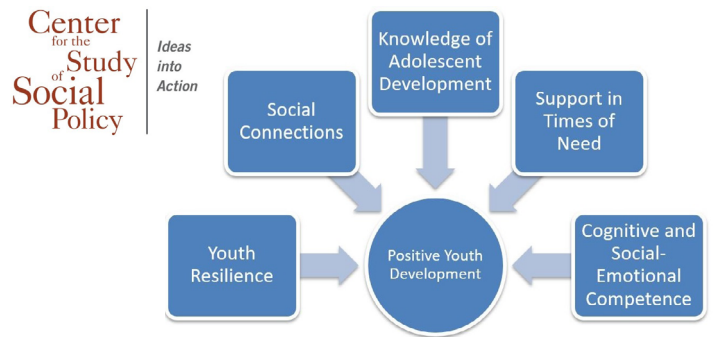 Center
for the
Study
of
Social
Policy
Ideas
into
Action
Knowledge of
Adolescent
Development
Social
Connections
Support in
Times of
Need
Youth
Resilience
Positive Youth
Development
Cognitive and
Social-
Emotional
Competence